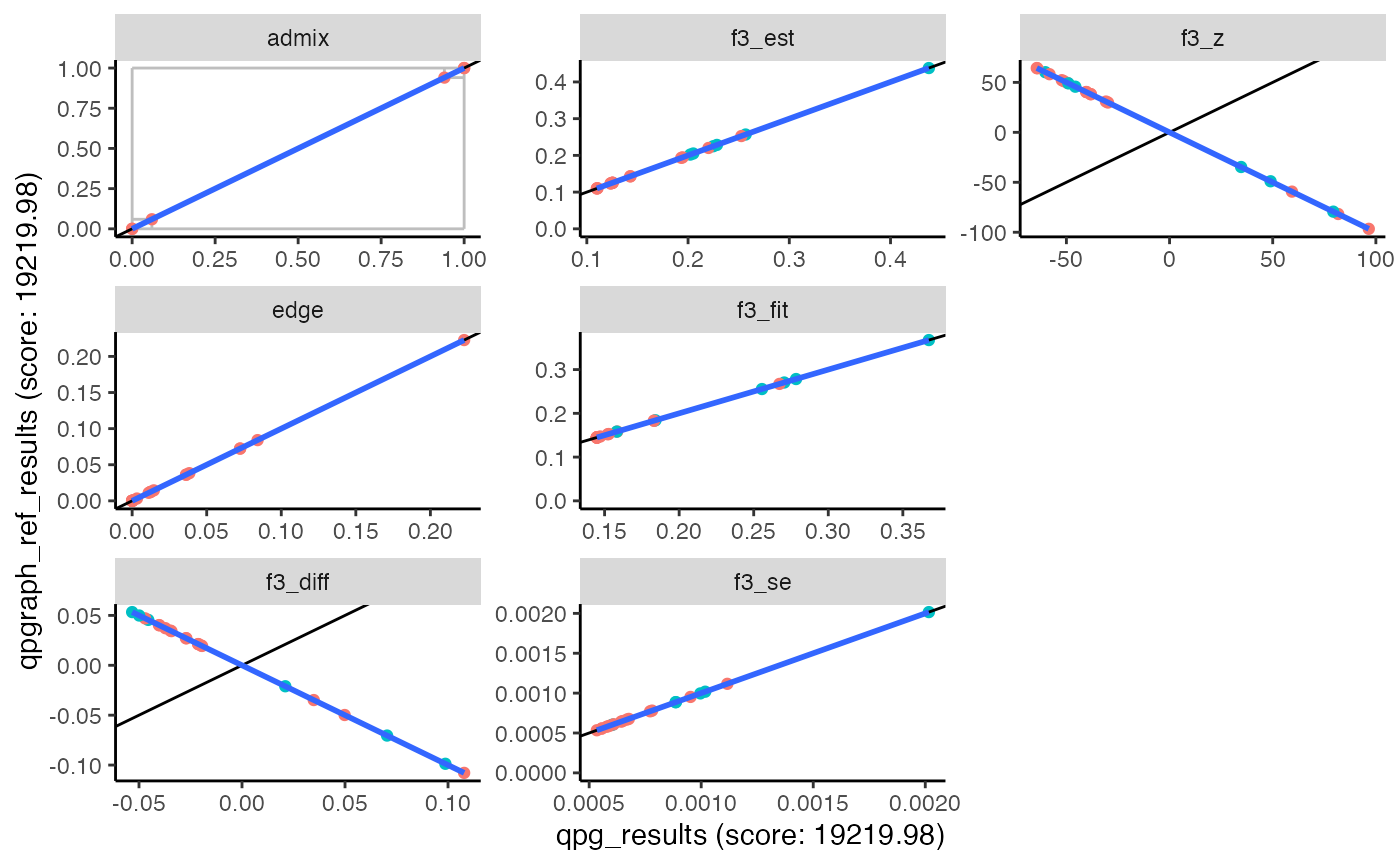 admix
f3_est
f3_z
1.00
0.75
0.50
0.25
0.00
0.00 0.25 0.50 0.75 1.00
0.4
0.3
0.2
0.1
0.0
0.1 0.2 0.3 0.4
50
0
-50
-100
-50 0 50 100
edge
f3_fit
0.20
0.15
0.10
0.05
0.00
0.00 0.05 0.10 0.15 0.20
0.3
0.2
0.1
0.0
0.15 0.20 0.25 0.30 0.35
f3_diff
f3_se
0.05
0.00
-0.05
-0.10
-0.05 0.00 0.05 0.10
0.0020
0.0015
0.0010
0.0005
0.0000
0.0005 0.0010 0.0015 0.0020
qpgraph_ref_results (score: 19219.98)
qpg_results (score: 19219.98)